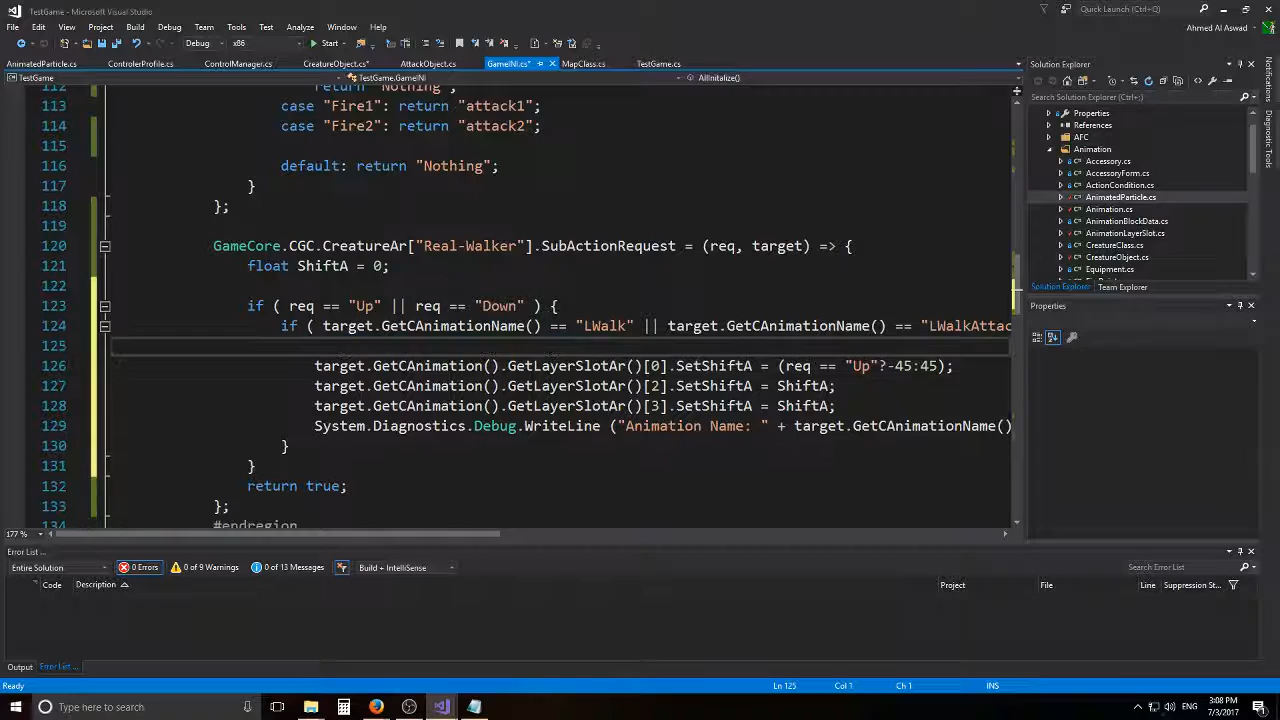 TestGame - Microsoft Visual Studio
Quick Launch (Ctrl+Q)
File Edit View Project Build Debug Team Tools Test Analyze Window Help
Ahmed Al Aswad
Debug x86 Start
AnimatedParticle.cs ControlerProfile.cs ControlManager.cs CreatureObject.cs* AttackObject.cs GameINI.cs* MapClass.cs TestGame.cs
Solution Explorer
TestGame TestGame.GameINI AllInitalize()
Search Solution Explorer (Ctrl+;)
112 return "Nothing";
113 case "Fire1": return "attack1";
114 case "Fire2": return "attack2";
115
116 default: return "Nothing";
117 }
118 };
119
120 GameCore.CGC.CreatureAr["Real-Walker"].SubActionRequest = (req, target) => {
121 float ShiftA = 0;
122
123 if ( req == "Up" || req == "Down" ) {
124 if ( target.GetCAnimationName() == "LWalk" || target.GetCAnimationName() == "LWalkAttac
125
126 target.GetCAnimation().GetLayerSlotAr()[0].SetShiftA = (req == "Up"?-45:45);
127 target.GetCAnimation().GetLayerSlotAr()[2].SetShiftA = ShiftA;
128 target.GetCAnimation().GetLayerSlotAr()[3].SetShiftA = ShiftA;
129 System.Diagnostics.Debug.WriteLine ("Animation Name: " + target.GetCAnimationName()
130 }
131 }
132 return true;
133 };
134 #endregion
Properties
References
AFC
Animation
Accessory.cs
AccessoryForm.cs
ActionCondition.cs
AnimatedParticle.cs
Animation.cs
AnimationBlockData.cs
AnimationLayerSlot.cs
CreatureClass.cs
CreatureObject.cs
Equipment.cs
Solution Explorer Team Explorer
Properties
Notifications
Diagnostic Tools
177 %
Error List ...
Entire Solution 0 Errors 0 of 9 Warnings 0 of 13 Messages Build + IntelliSense
Search Error List
Code Description Project File Line Suppression St...
Output Error List ...
Ready Ln 125 Col 1 Ch 1 INS
Type here to search
ENG
3:08 PM
7/3/2017